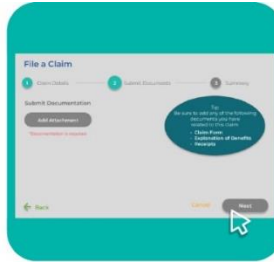 File a Claim
1 Claim Details 2 Submit Documents 3 Summary
Submit Documentation
Add Attachment
*Documentation is required
Tip:
Be sure to add any of the following
documents you have
related to this claim:
- Claim Form
- Explanation of Benefits
- Receipts
Back
Cancel
Next